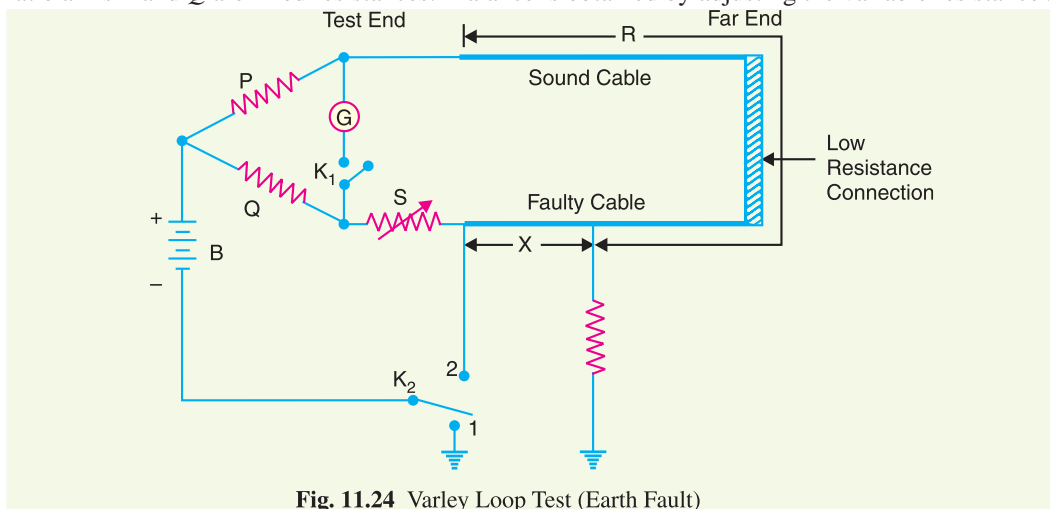 Test End
Far End
R
P
Sound Cable
G
K1
Low
Resistance
Connection
Q
S
Faulty Cable
+
B
X
–
2
K2
1
Fig. 11.24 Varley Loop Test (Earth Fault)